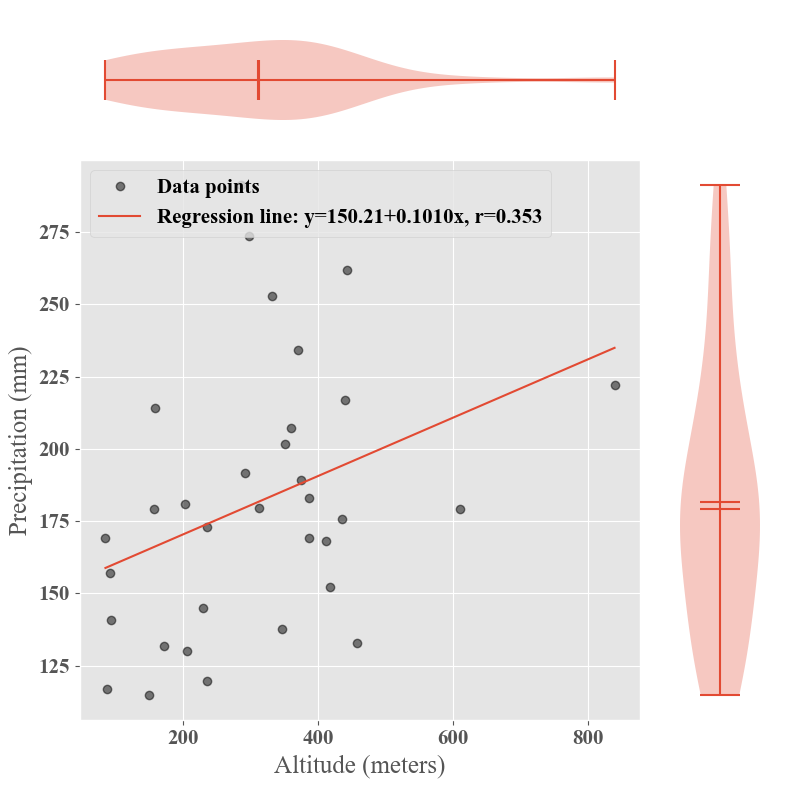 Data points
Regression line: y=150.21+0.1010x, r=0.353
275
250
225
200
175
150
125
Precipitation (mm)
200 400 600 800
Altitude (meters)